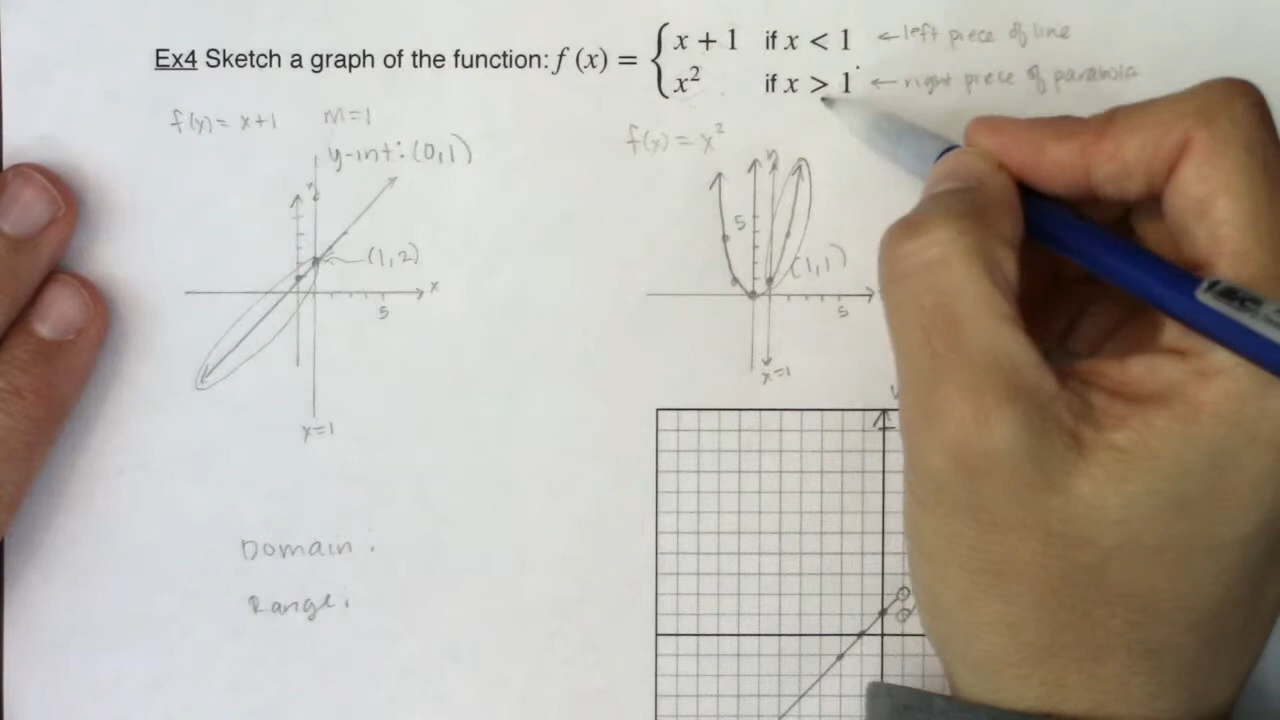 Ex4 Sketch a graph of the function: f (x) = { x + 1 if x < 1 ← left piece of line
x² if x > 1 ← right piece of parabola
f(x) = x+1 m=1
y-int: (0,1)
f(x) = x²
y
y
5
(1,2)
(1,1)
x
5
5
x=1
x=1
Domain:
Range:
BIC